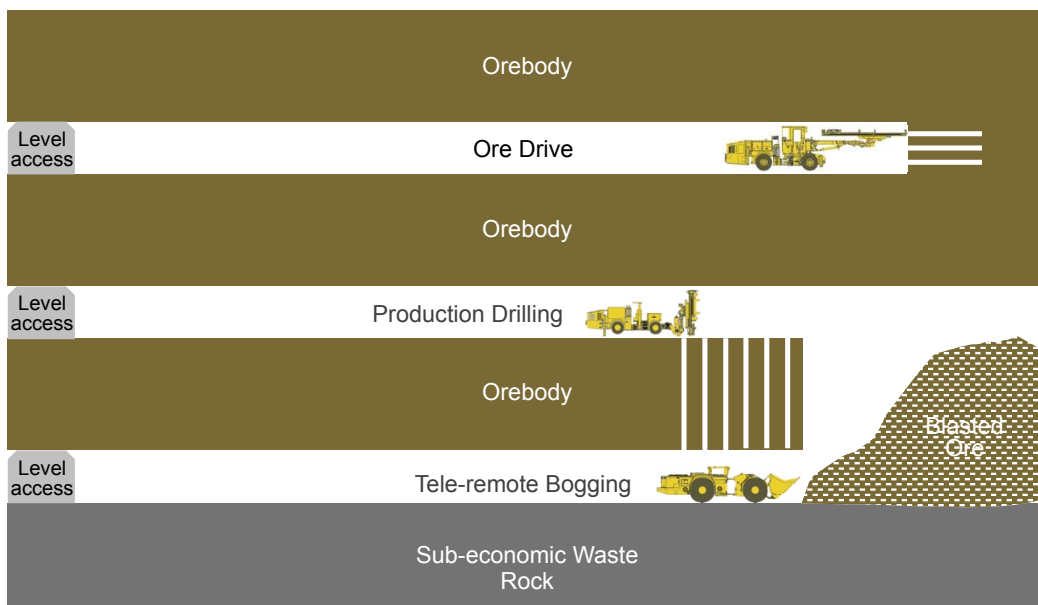 Orebody
Level
access
Ore Drive
Orebody
Level
access
Production Drilling
Orebody
Blasted
Ore
Level
access
Tele-remote Bogging
Sub-economic Waste
Rock